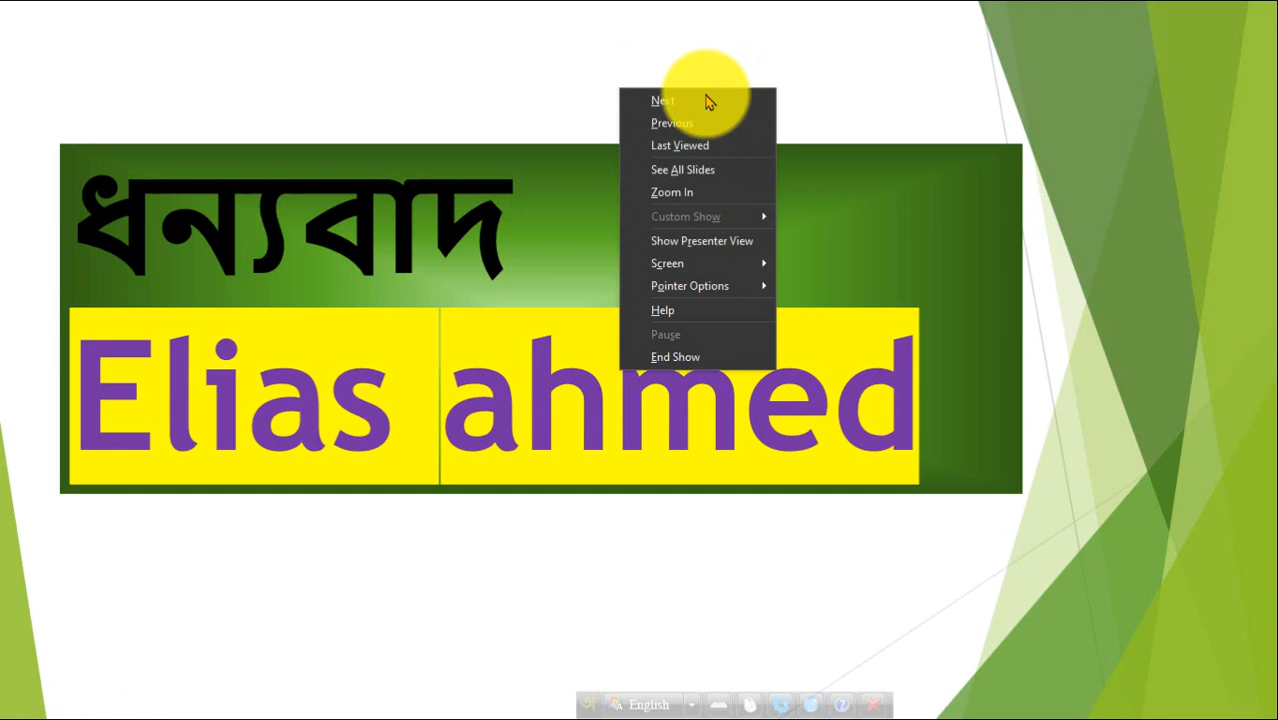 Next
Previous
Last Viewed
See All Slides
Zoom In
Custom Show
Show Presenter View
Screen
Pointer Options
Help
Pause
End Show
ধন্যবাদ
Elias ahmed
অ English